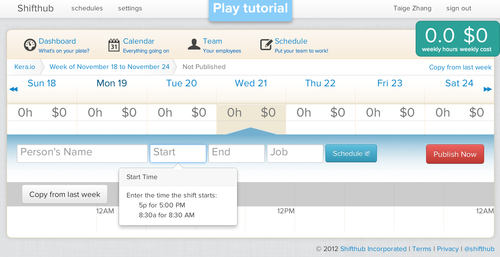 Shifthub schedules settings Play tutorial Taige Zhang sign out
0.0 $0
weekly hours weekly cost
Dashboard Calendar Team Schedule
What's on your plate? Everything going on Your employees Put your team to work!
31
Kera.io Week of November 18 to November 24 Not Published Copy from last week
Sun 18 Mon 19 Tue 20 Wed 21 Thu 22 Fri 23 Sat 24
0h $0 0h $0 0h $0 0h $0 0h $0 0h $0 0h $0
Person's Name Start End Job Schedule it! Publish Now
Start Time
Enter the time the shift starts:
5p for 5:00 PM
8:30a for 8:30 AM
Copy from last week
12AM 12PM 12AM
© 2012 Shifthub Incorporated | Terms | Privacy | @shifthub